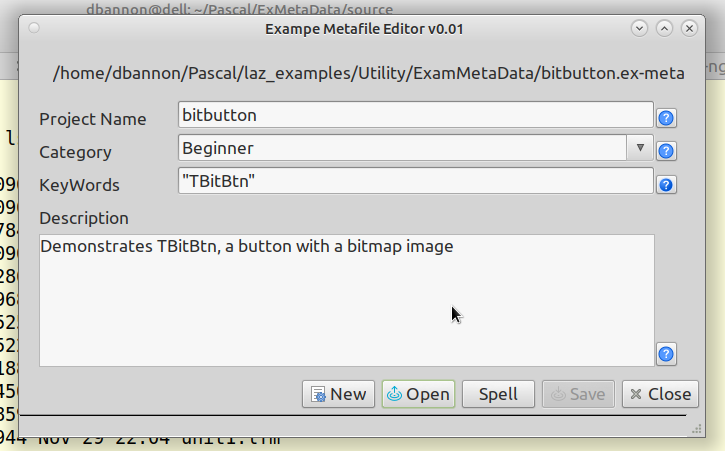 dbannon@dell: ~/Pascal/ExMetaData/source
Exampe Metafile Editor v0.01
/home/dbannon/Pascal/laz_examples/Utility/ExamMetaData/bitbutton.ex-meta
Project Name
bitbutton
?
Category
Beginner
?
KeyWords
"TBitBtn"
?
Description
Demonstrates TBitBtn, a button with a bitmap image
?
New
Open
Spell
Save
Close
944 Nov 29 22:04 unit1.lfm